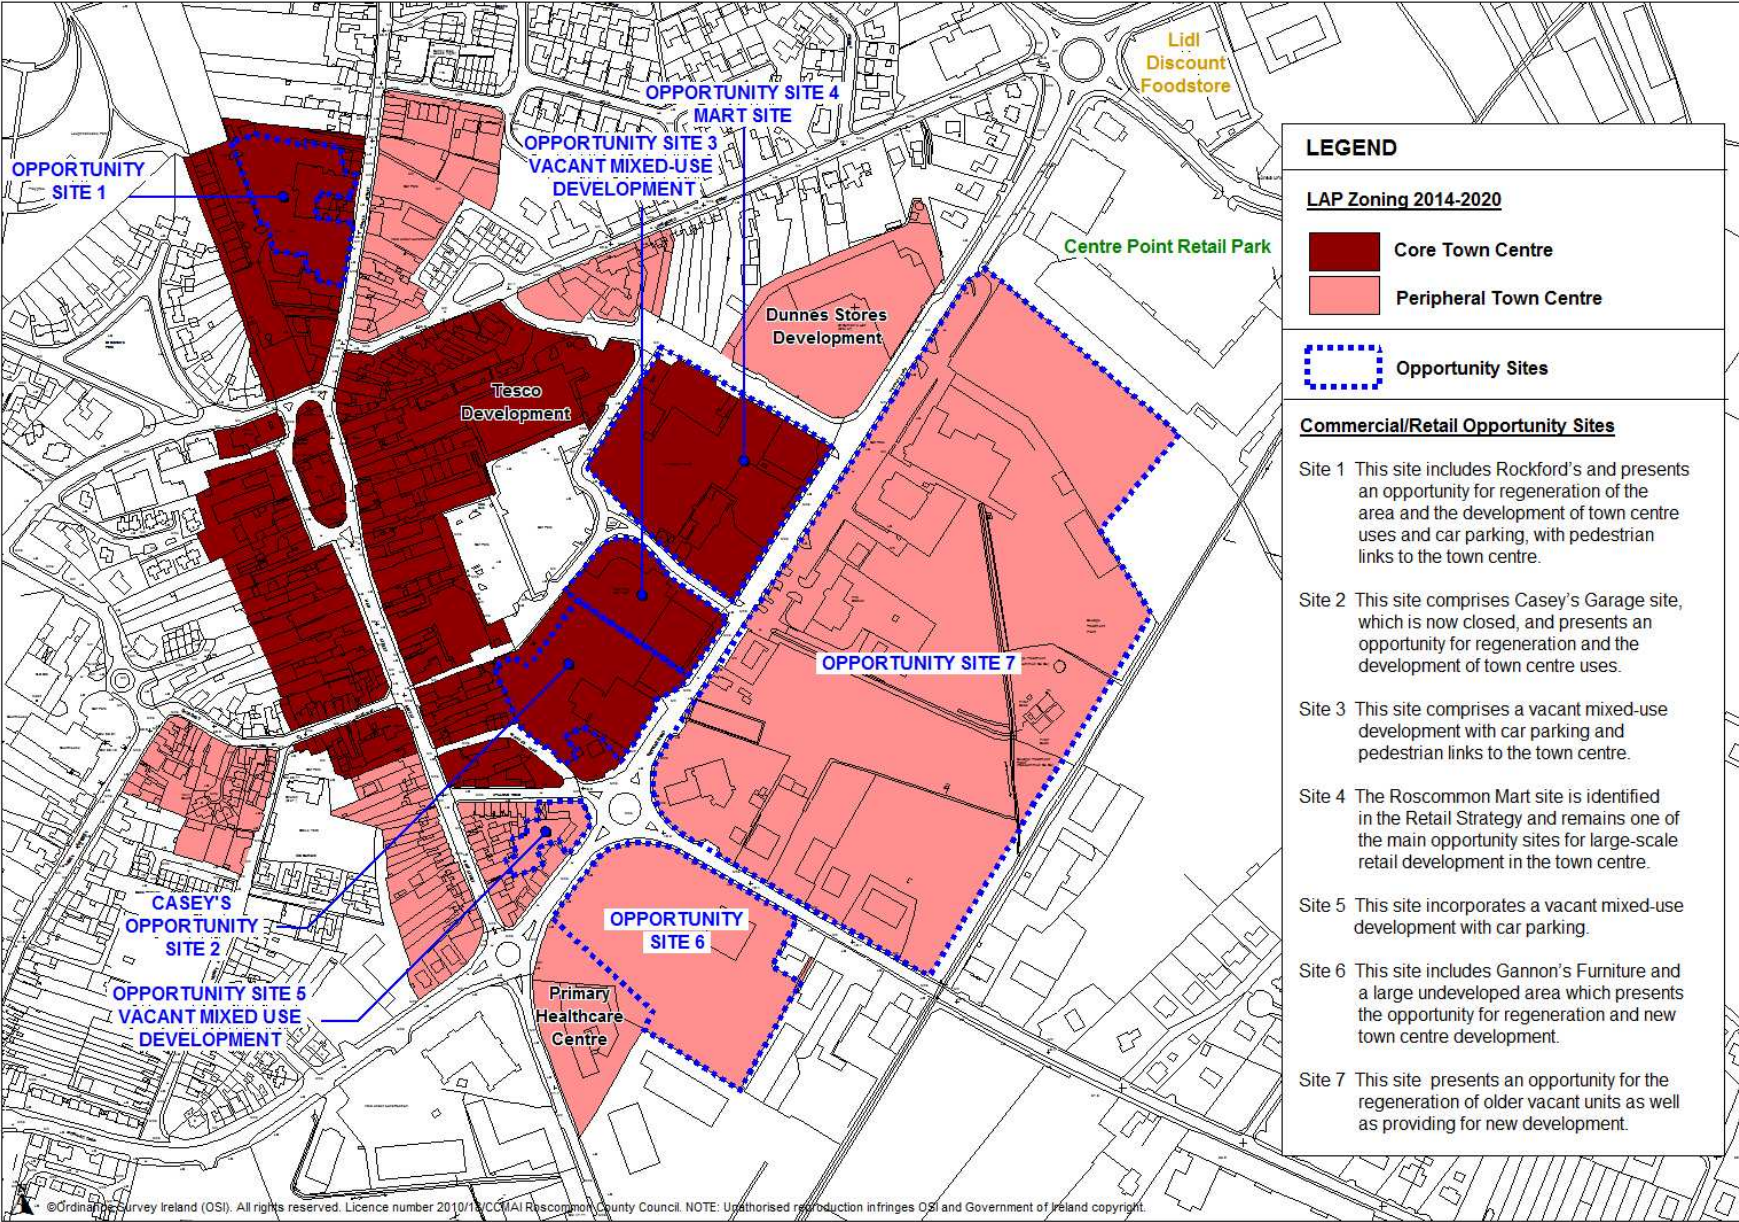 Lidl
Discount
Foodstore
OPPORTUNITY SITE 4
MART SITE
OPPORTUNITY SITE 3
VACANT MIXED-USE
DEVELOPMENT
OPPORTUNITY
SITE 1
Centre Point Retail Park
Dunnes Stores
Development
Tesco
Development
OPPORTUNITY SITE 7
CASEY'S
OPPORTUNITY
SITE 2
OPPORTUNITY
SITE 6
OPPORTUNITY SITE 5
VACANT MIXED USE
DEVELOPMENT
Primary
Healthcare
Centre
LEGEND
LAP Zoning 2014-2020
Core Town Centre
Peripheral Town Centre
Opportunity Sites
Commercial/Retail Opportunity Sites
Site 1 This site includes Rockford's and presents
an opportunity for regeneration of the
area and the development of town centre
uses and car parking, with pedestrian
links to the town centre.
Site 2 This site comprises Casey's Garage site,
which is now closed, and presents an
opportunity for regeneration and the
development of town centre uses.
Site 3 This site comprises a vacant mixed-use
development with car parking and
pedestrian links to the town centre.
Site 4 The Roscommon Mart site is identified
in the Retail Strategy and remains one of
the main opportunity sites for large-scale
retail development in the town centre.
Site 5 This site incorporates a vacant mixed-use
development with car parking.
Site 6 This site includes Gannon's Furniture and
a large undeveloped area which presents
the opportunity for regeneration and new
town centre development.
Site 7 This site presents an opportunity for the
regeneration of older vacant units as well
as providing for new development.
©Ordinance Survey Ireland (OSI). All rights reserved. Licence number 2010/18/CCMAI Roscommon County Council. NOTE: Unathorised reproduction infringes OSI and Government of Ireland copyright.